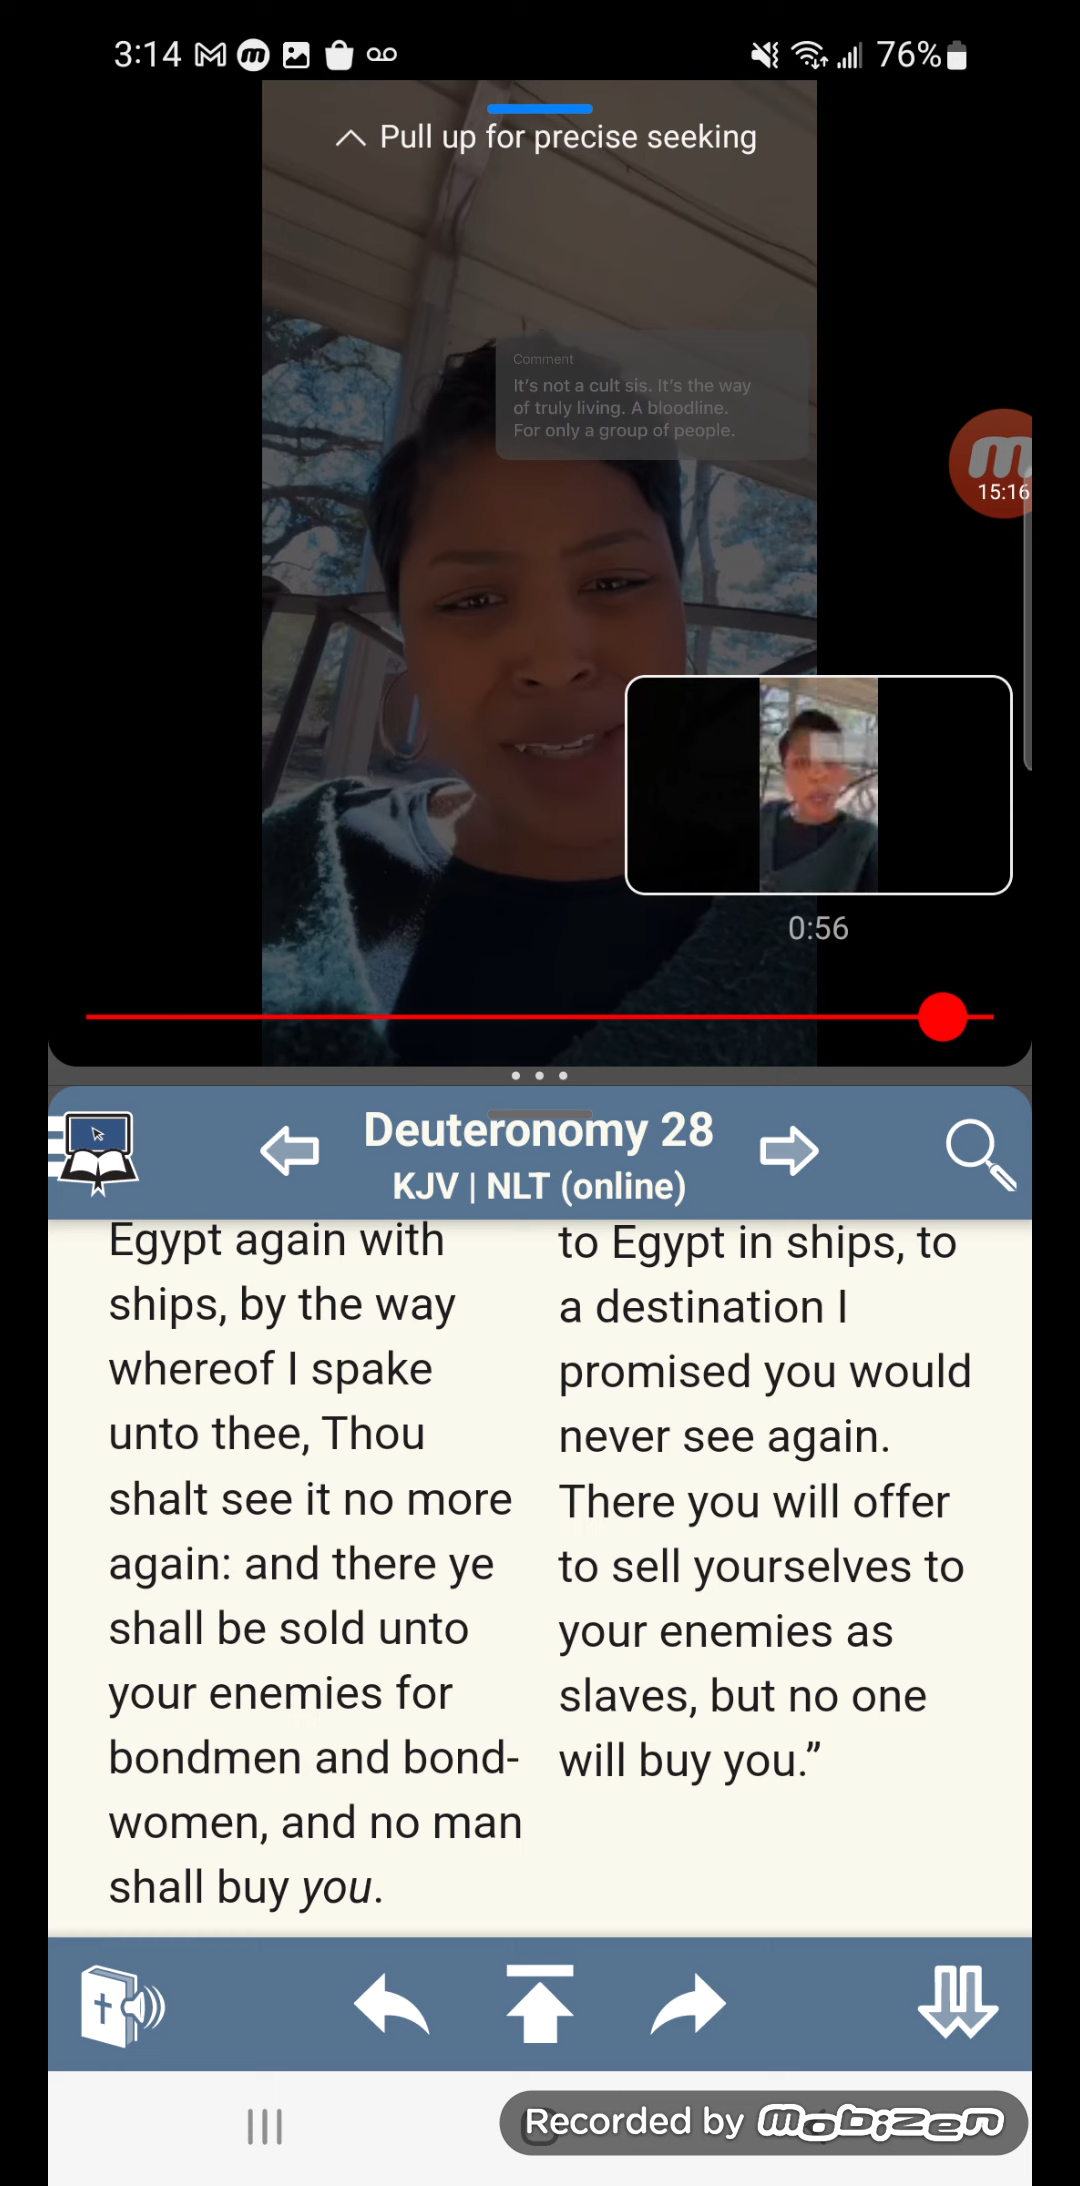 3:14
76%
Pull up for precise seeking
Comment
It's not a cult sis. It's the way
of truly living. A bloodline.
For only a group of people.
15:16
0:56
Deuteronomy 28
KJV | NLT (online)
Egypt again with
ships, by the way
whereof I spake
unto thee, Thou
shalt see it no more
again: and there ye
shall be sold unto
your enemies for
bondmen and bond-
women, and no man
shall buy you.
to Egypt in ships, to
a destination I
promised you would
never see again.
There you will offer
to sell yourselves to
your enemies as
slaves, but no one
will buy you.”
Recorded by mobizen